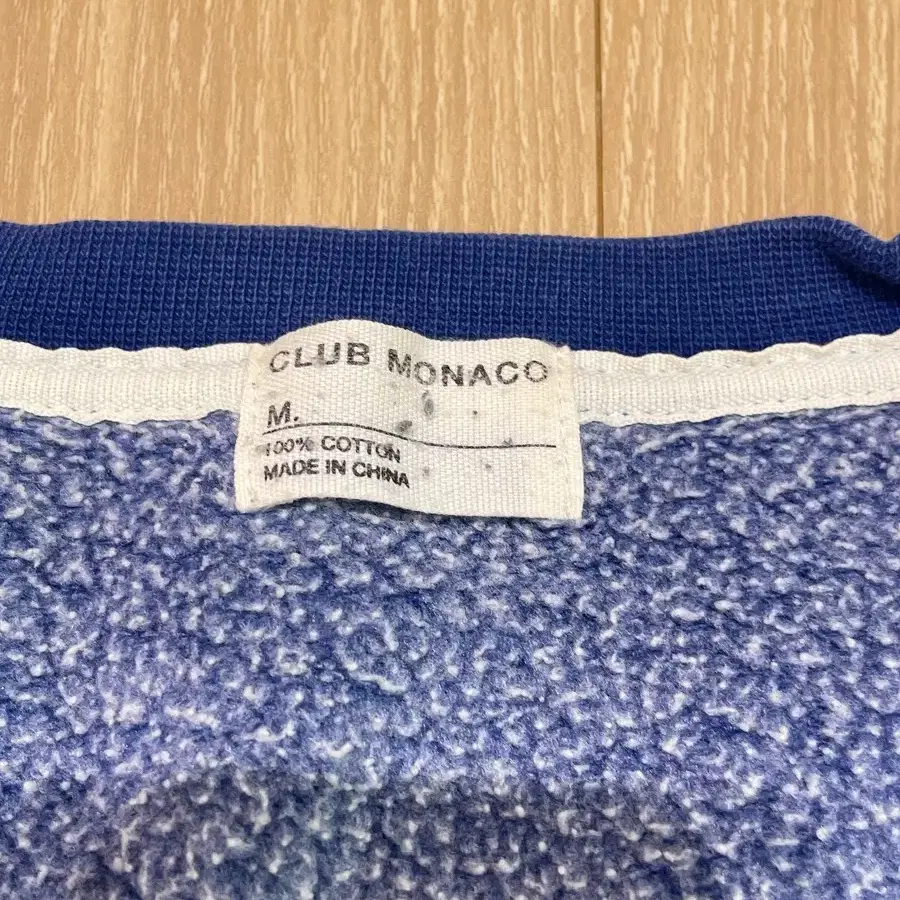 CLUB MONACO
M.
100% COTTON
MADE IN CHINA